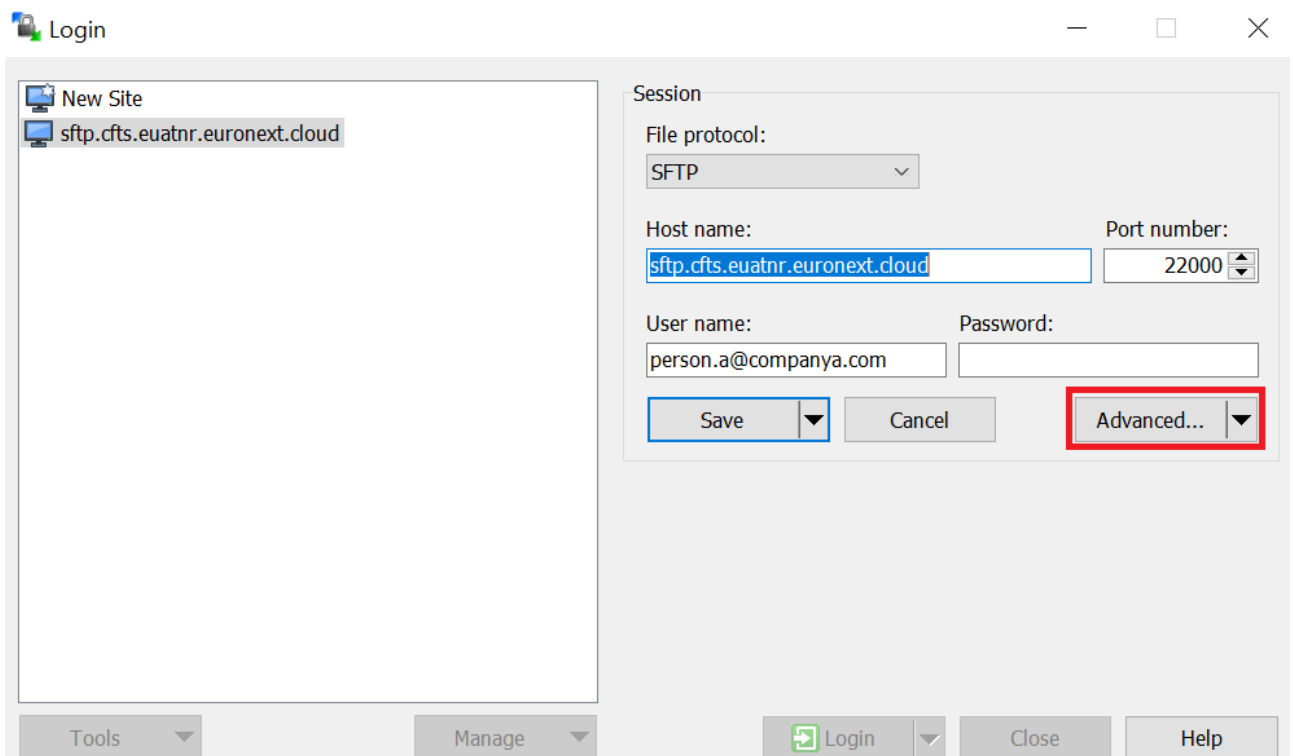 Login
New Site
sftp.cfts.euatnr.euronext.cloud
Session
File protocol:
SFTP
Host name: Port number:
sftp.cfts.euatnr.euronext.cloud 22000
User name: Password:
person.a@companya.com
Save Cancel Advanced...
Tools Manage Login Close Help